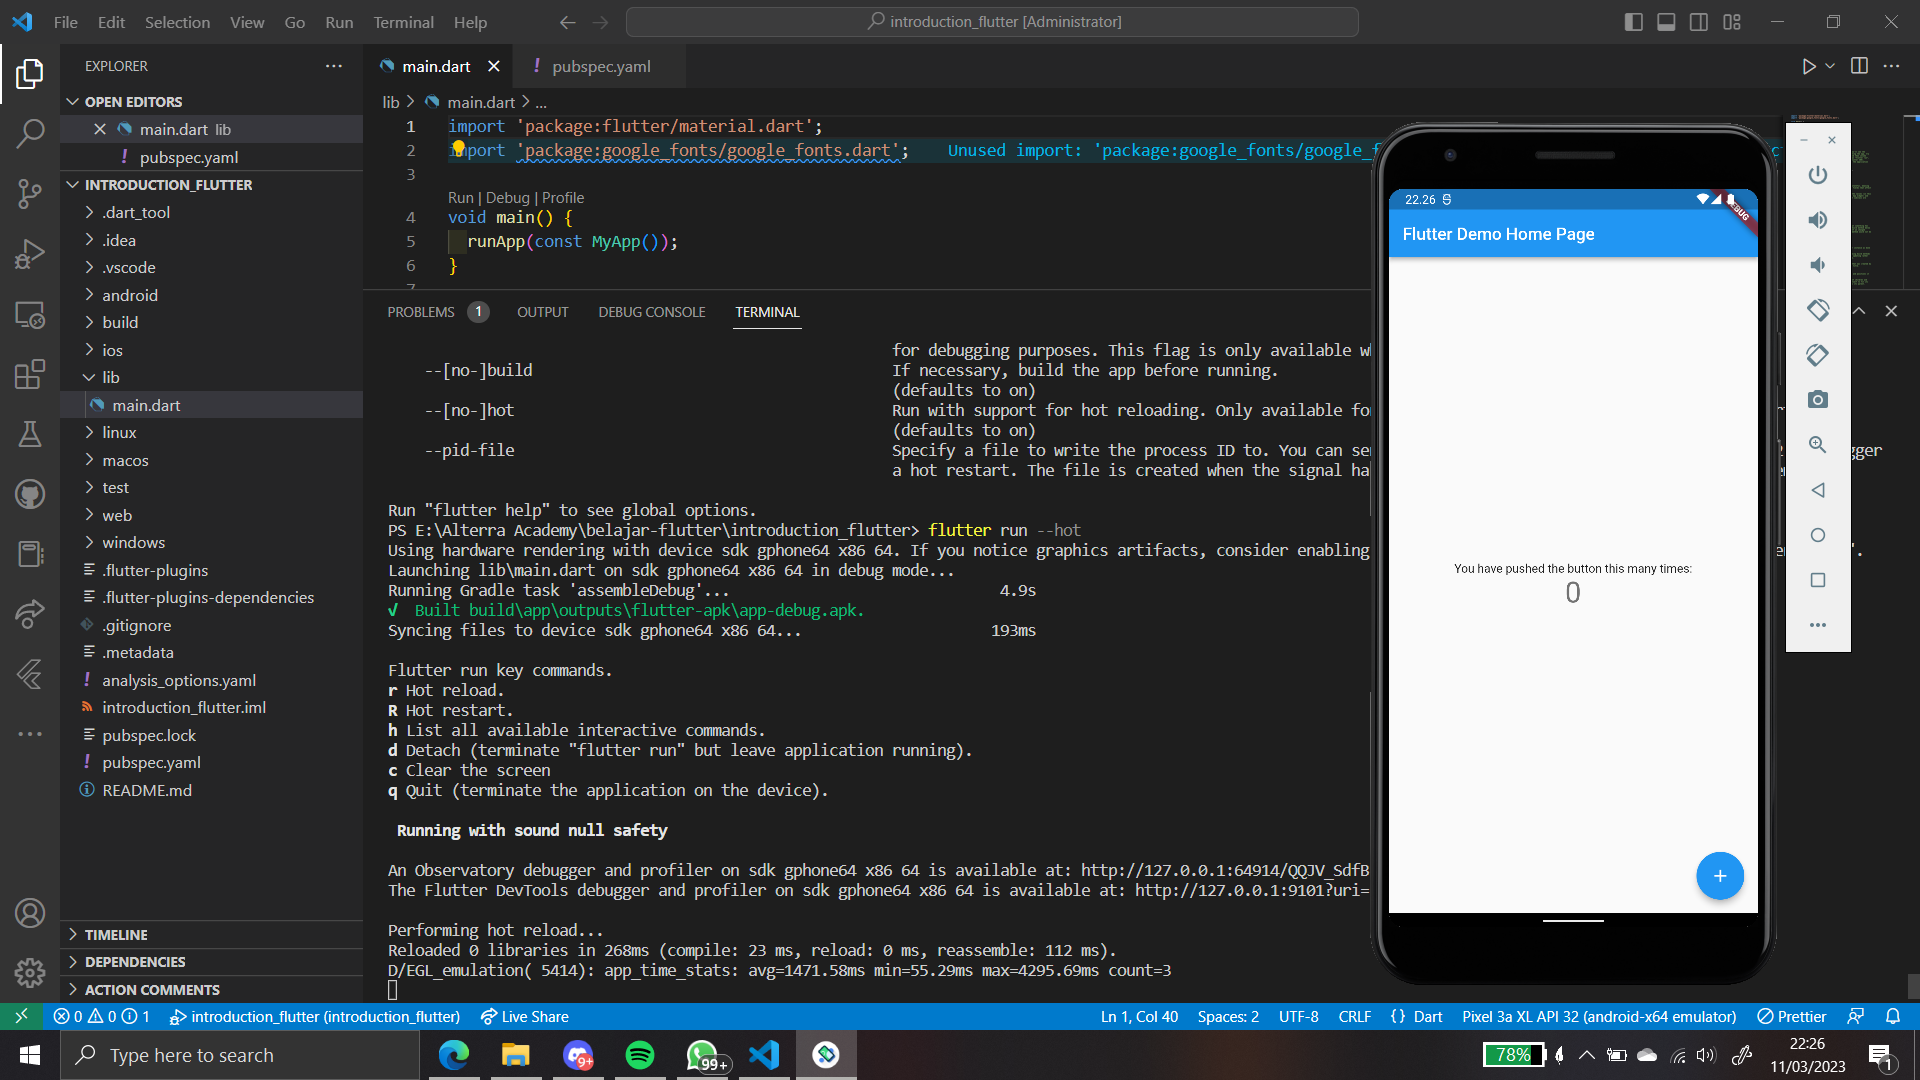 File Edit Selection View Go Run Terminal Help
introduction_flutter [Administrator]
EXPLORER
OPEN EDITORS
main.dart lib
! pubspec.yaml
INTRODUCTION_FLUTTER
.dart_tool
.idea
.vscode
android
build
ios
lib
main.dart
linux
macos
test
web
windows
.flutter-plugins
.flutter-plugins-dependencies
.gitignore
.metadata
! analysis_options.yaml
introduction_flutter.iml
pubspec.lock
! pubspec.yaml
README.md
TIMELINE
DEPENDENCIES
ACTION COMMENTS
main.dart
! pubspec.yaml
lib > main.dart > ...
1 import 'package:flutter/material.dart';
2 import 'package:google_fonts/google_fonts.dart'; Unused import: 'package:google_fonts/google_f
3
Run | Debug | Profile
4 void main() {
5 runApp(const MyApp());
6 }
7
PROBLEMS 1 OUTPUT DEBUG CONSOLE TERMINAL
for debugging purposes. This flag is only available w
--[no-]build If necessary, build the app before running.
(defaults to on)
--[no-]hot Run with support for hot reloading. Only available fo
(defaults to on)
--pid-file Specify a file to write the process ID to. You can se
a hot restart. The file is created when the signal ha
Run "flutter help" to see global options.
PS E:\Alterra Academy\belajar-flutter\introduction_flutter> flutter run --hot
Using hardware rendering with device sdk gphone64 x86 64. If you notice graphics artifacts, consider enabling
Launching lib\main.dart on sdk gphone64 x86 64 in debug mode...
Running Gradle task 'assembleDebug'... 4.9s
√ Built build\app\outputs\flutter-apk\app-debug.apk.
Syncing files to device sdk gphone64 x86 64... 193ms
Flutter run key commands.
r Hot reload.
R Hot restart.
h List all available interactive commands.
d Detach (terminate "flutter run" but leave application running).
c Clear the screen
q Quit (terminate the application on the device).
Running with sound null safety
An Observatory debugger and profiler on sdk gphone64 x86 64 is available at: http://127.0.0.1:64914/QQJV_SdfB
The Flutter DevTools debugger and profiler on sdk gphone64 x86 64 is available at: http://127.0.0.1:9101?uri=
Performing hot reload...
Reloaded 0 libraries in 268ms (compile: 23 ms, reload: 0 ms, reassemble: 112 ms).
D/EGL_emulation( 5414): app_time_stats: avg=1471.58ms min=55.29ms max=4295.69ms count=3
gger
22.26
DEBUG
Flutter Demo Home Page
You have pushed the button this many times:
0
+
0 0 1 introduction_flutter (introduction_flutter) Live Share
Ln 1, Col 40 Spaces: 2 UTF-8 CRLF {} Dart Pixel 3a XL API 32 (android-x64 emulator) Prettier
Type here to search
9+
99+
78%
22:26
11/03/2023
1